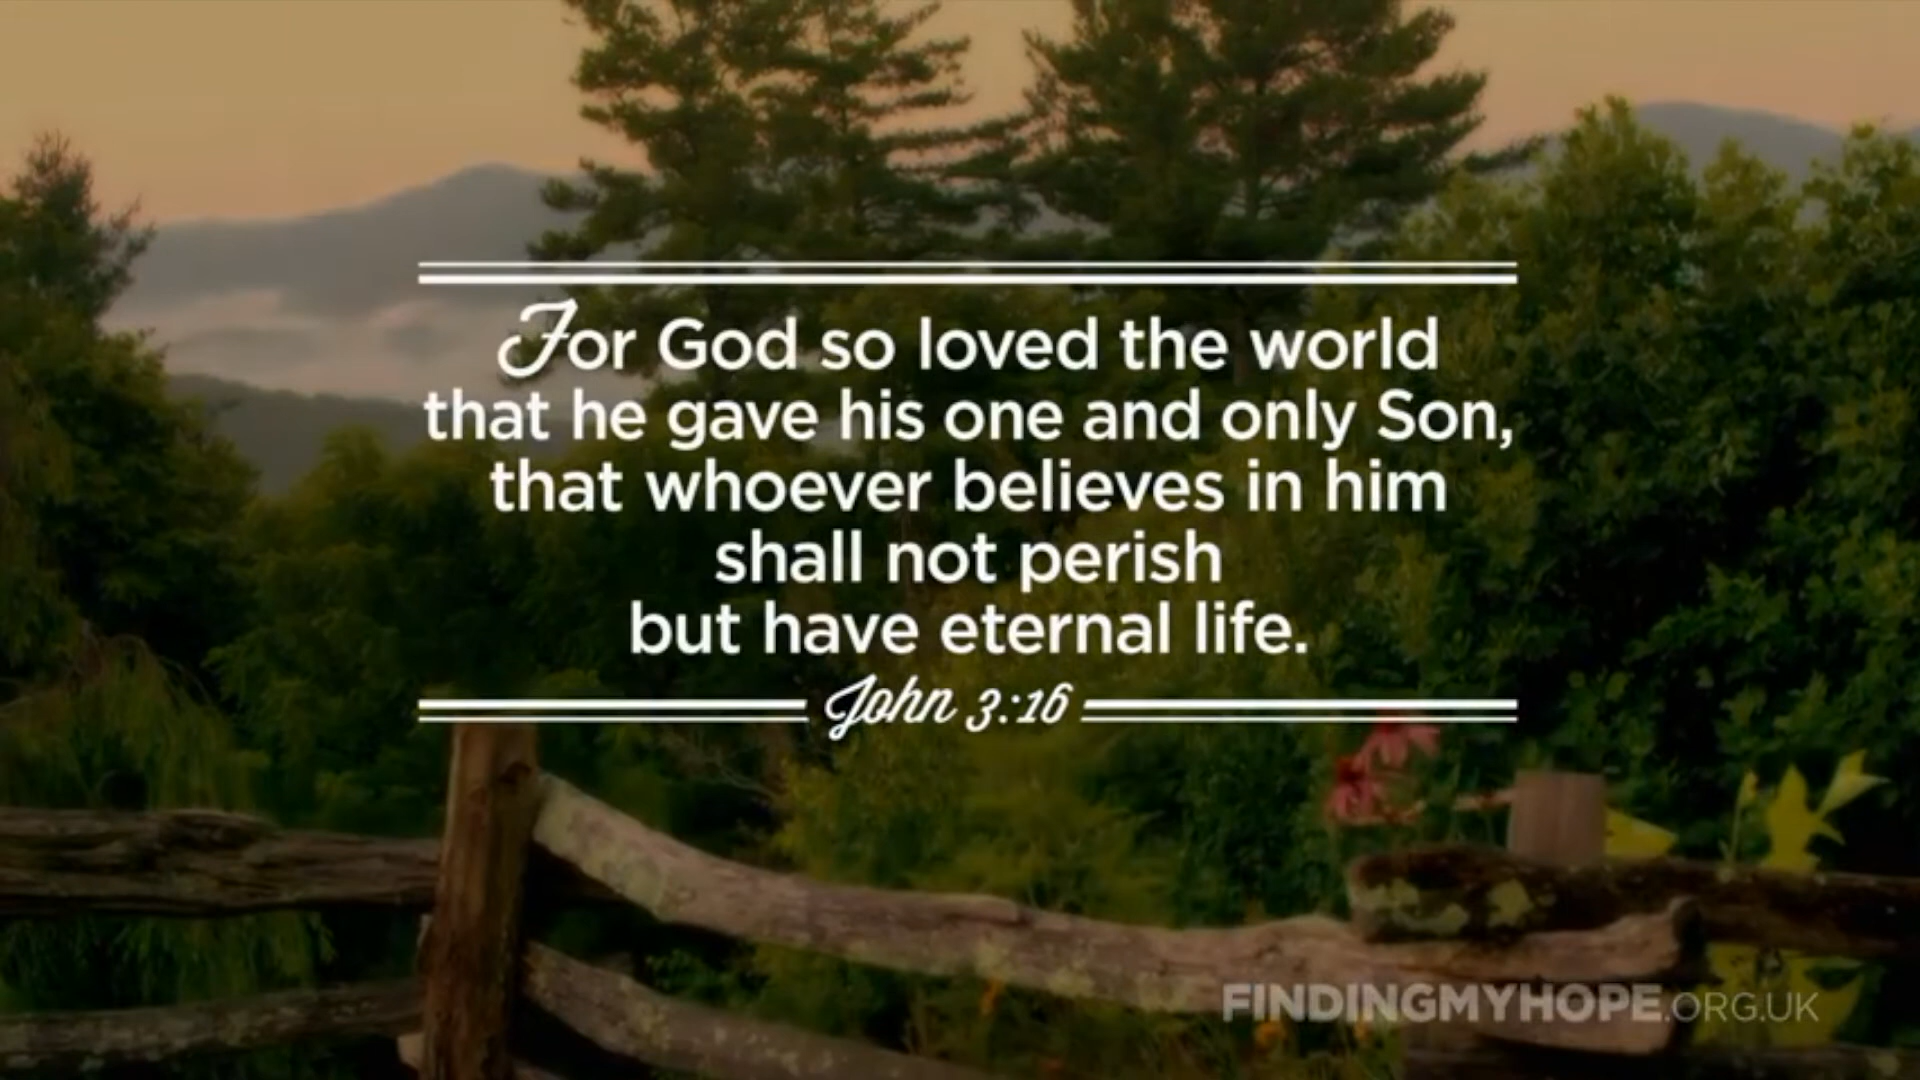 For God so loved the world
that he gave his one and only Son,
that whoever believes in him
shall not perish
but have eternal life.
John 3:16
FINDINGMYHOPE.ORG.UK